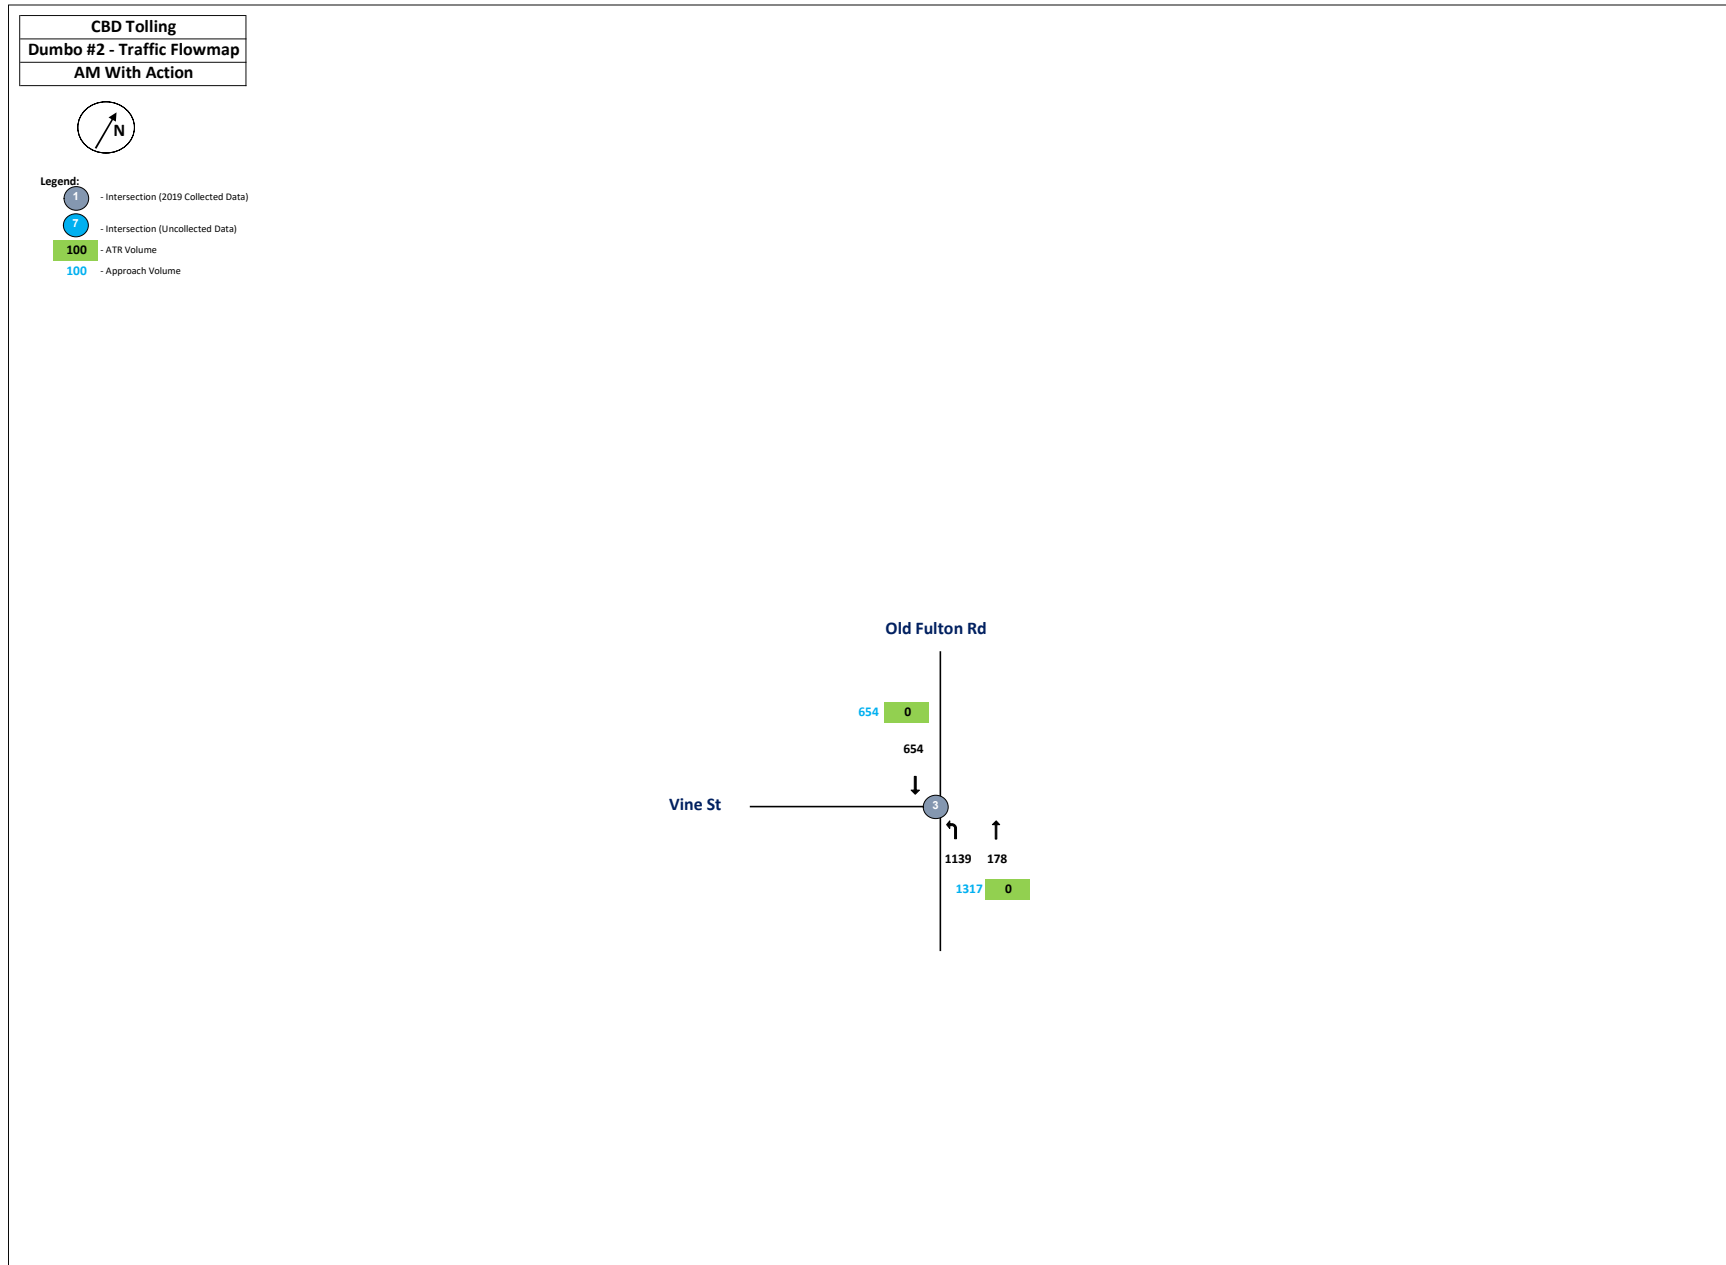 CBD Tolling
Dumbo #2 - Traffic Flowmap
AM With Action
N
Legend:
1 - Intersection (2019 Collected Data)
7 - Intersection (Uncollected Data)
100 - ATR Volume
100 - Approach Volume
Old Fulton Rd
654 0
654
Vine St 3
1139 178
1317 0